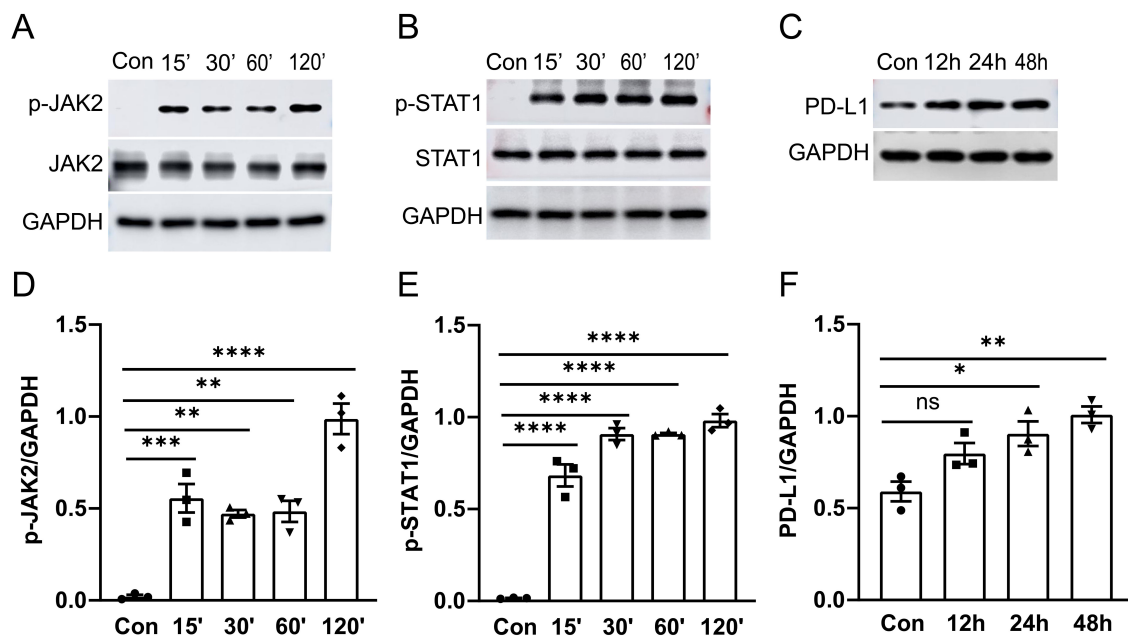 A
Con 15’ 30’ 60’ 120’
p-JAK2
JAK2
GAPDH
B
Con 15’ 30’ 60’ 120’
p-STAT1
STAT1
GAPDH
C
Con 12h 24h 48h
PD-L1
GAPDH
D
p-JAK2/GAPDH
1.5
1.0
0.5
0.0
****
**
**
***
Con 15' 30' 60' 120'
E
p-STAT1/GAPDH
1.5
1.0
0.5
0.0
****
****
****
****
Con 15' 30' 60' 120'
F
PD-L1/GAPDH
1.5
1.0
0.5
0.0
**
*
ns
Con 12h 24h 48h